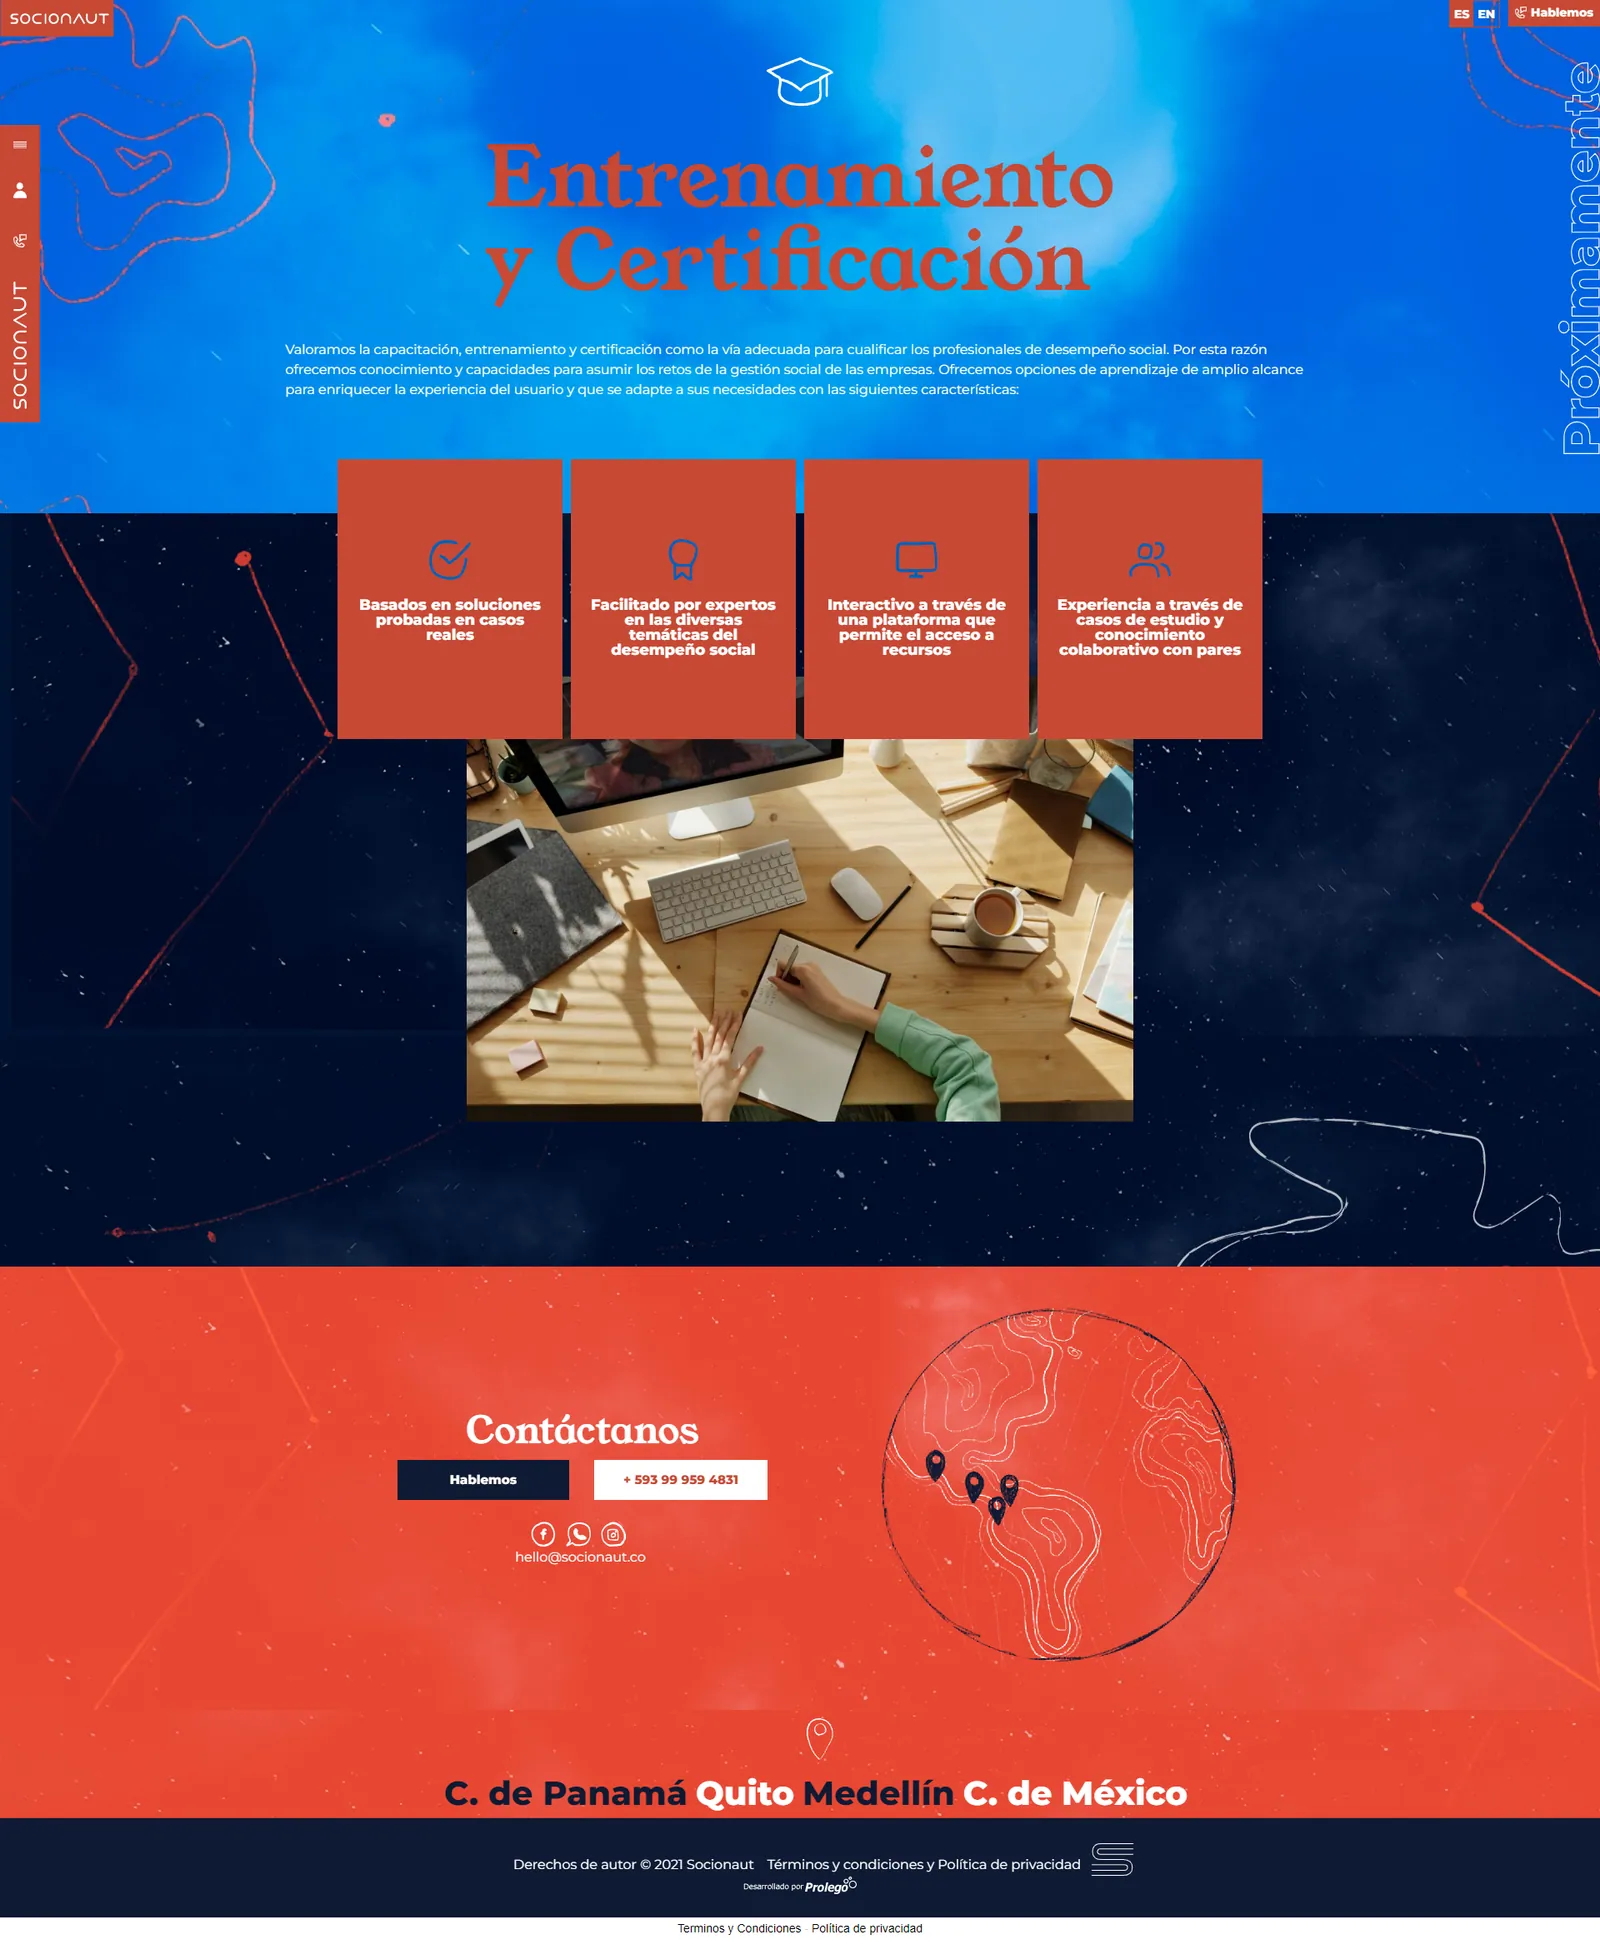 SOCIONAUT
ES EN
Hablemos
Próximamente
SOCIONAUT
Entrenamiento
y Certificación
Valoramos la capacitación, entrenamiento y certificación como la vía adecuada para cualificar los profesionales de desempeño social. Por esta razón
ofrecemos conocimiento y capacidades para asumir los retos de la gestión social de las empresas. Ofrecemos opciones de aprendizaje de amplio alcance
para enriquecer la experiencia del usuario y que se adapte a sus necesidades con las siguientes características:
Basados en soluciones
probadas en casos
reales
Facilitado por expertos
en las diversas
temáticas del
desempeño social
Interactivo a través de
una plataforma que
permite el acceso a
recursos
Experiencia a través de
casos de estudio y
conocimiento
colaborativo con pares
Contáctanos
Hablemos
+ 593 99 959 4831
hello@socionaut.co
C. de Panamá Quito Medellín C. de México
Derechos de autor © 2021 Socionaut Términos y condiciones y Política de privacidad
Desarrollado por Prolego
Terminos y Condiciones - Política de privacidad